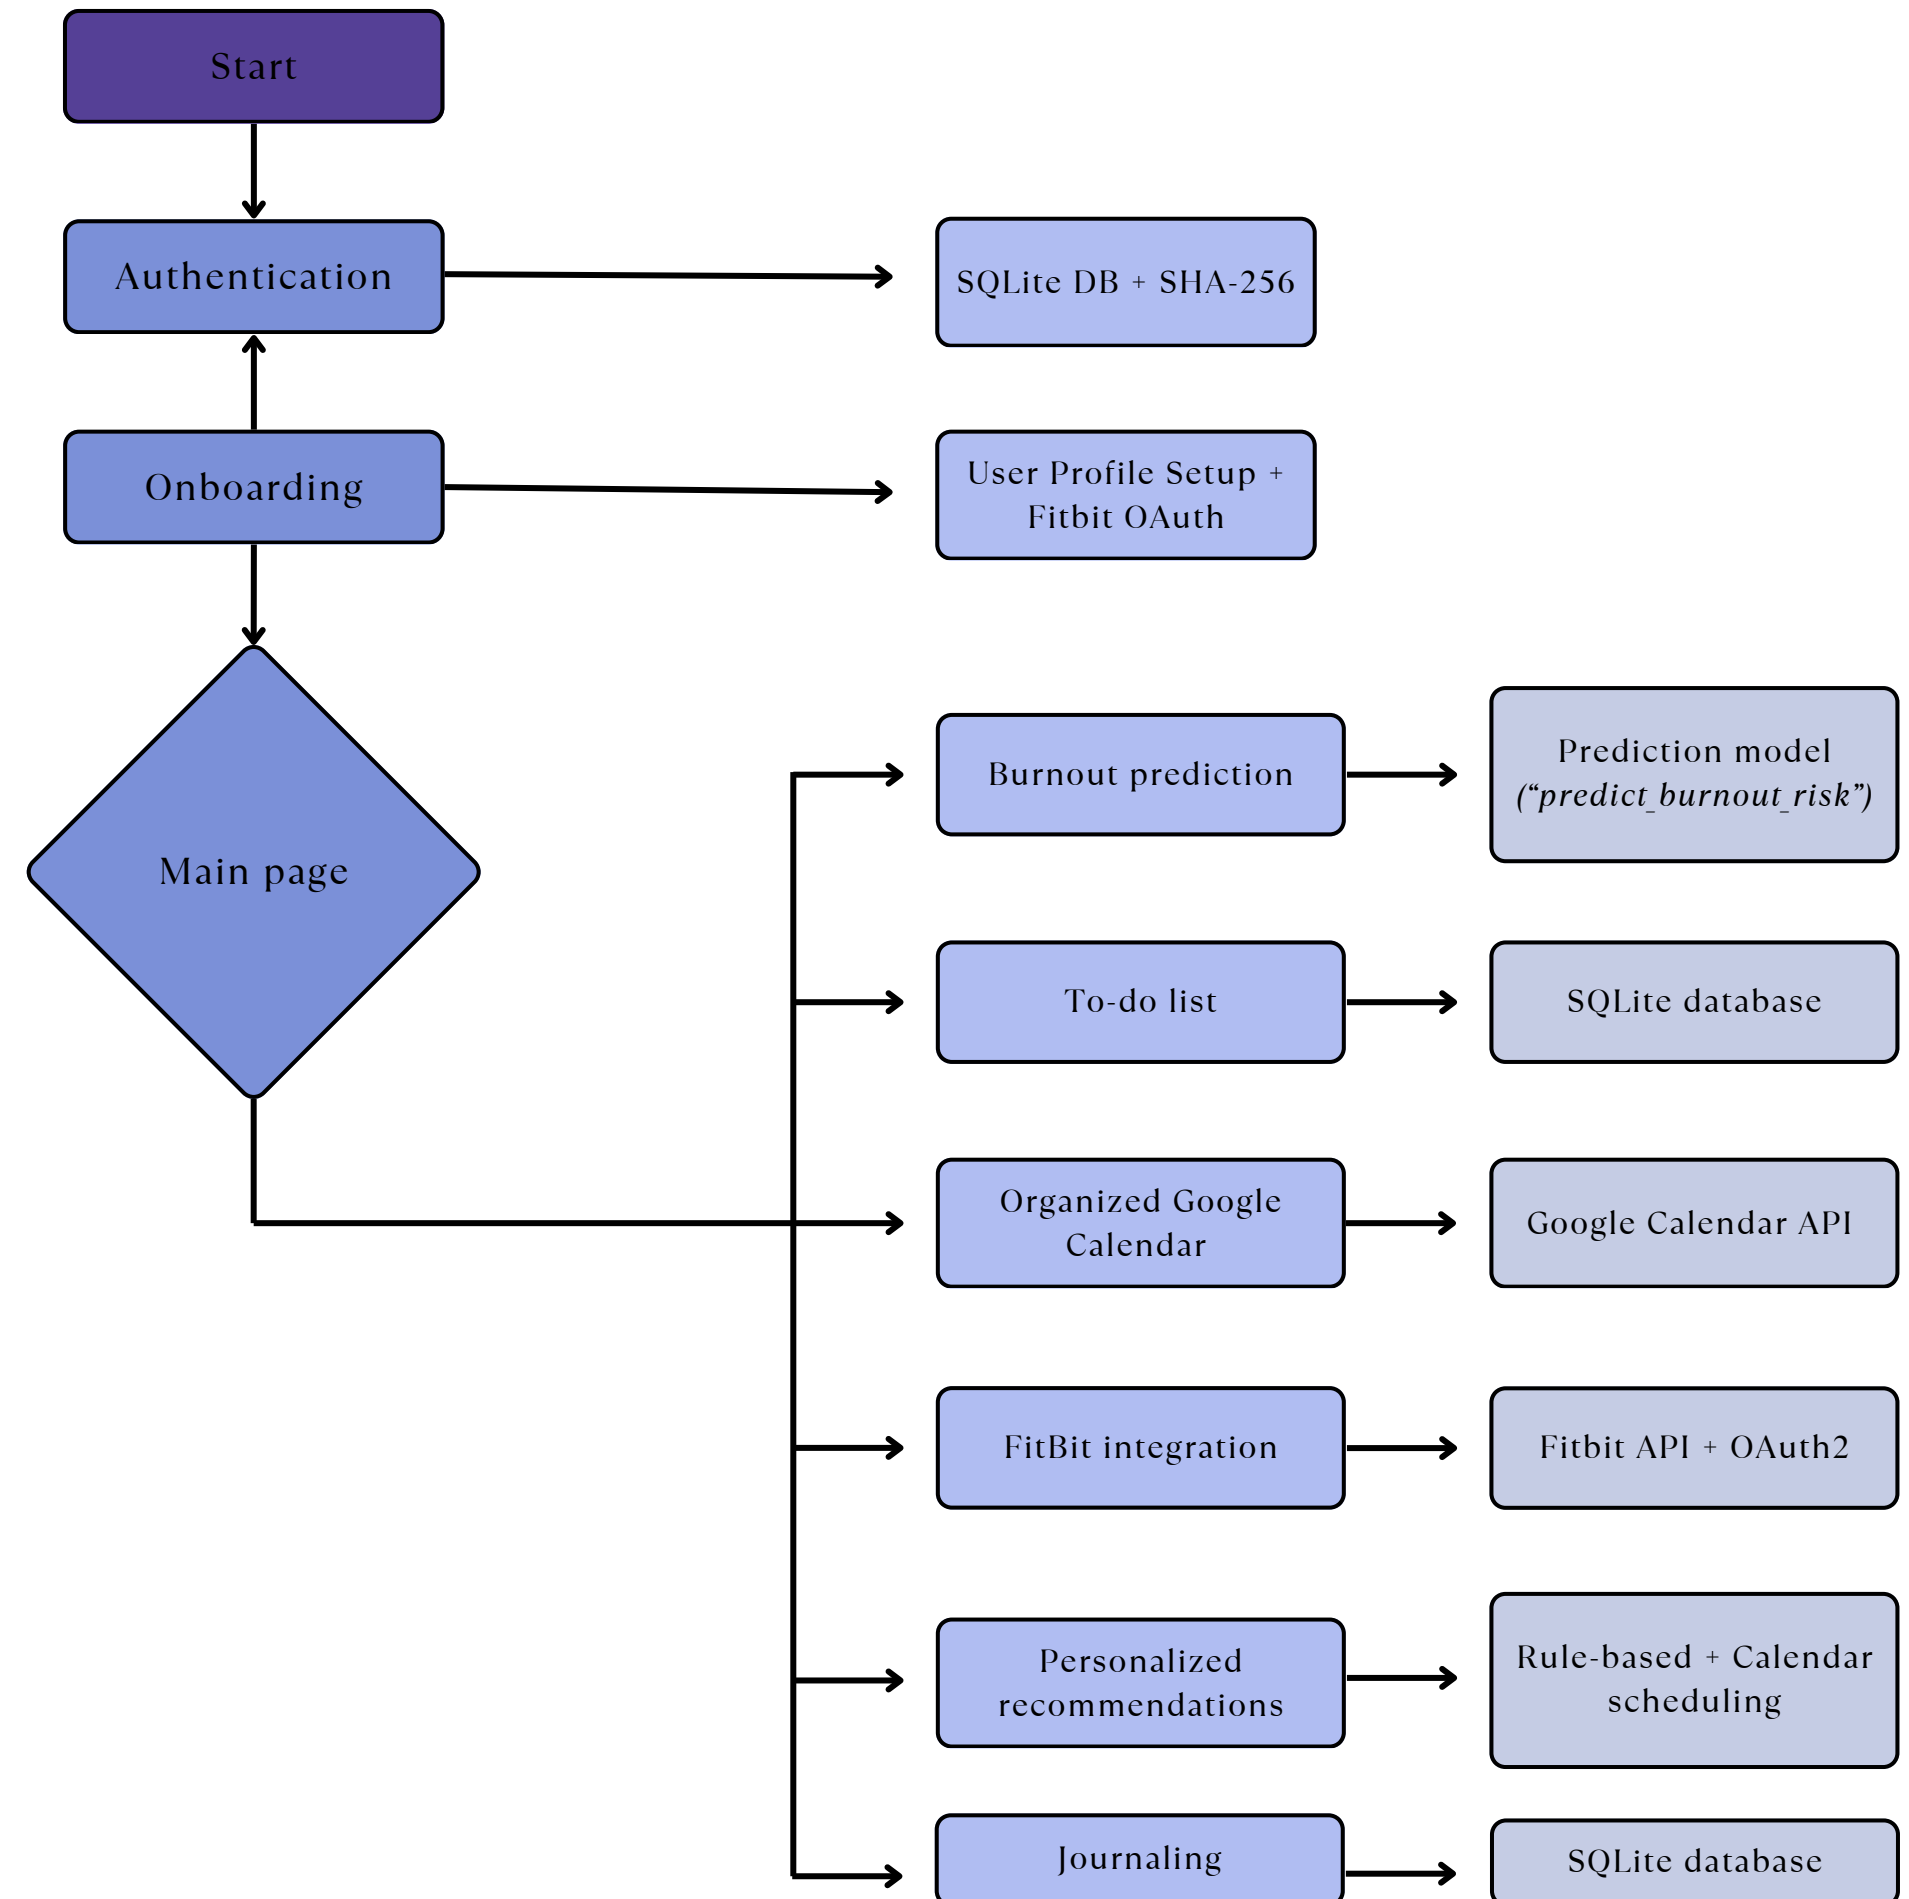 Start
Authentication
SQLite DB + SHA-256
Onboarding
User Profile Setup +
Fitbit OAuth
Main page
Burnout prediction
Prediction model
(“predict_burnout_risk”)
To-do list
SQLite database
Organized Google
Calendar
Google Calendar API
FitBit integration
Fitbit API + OAuth2
Personalized
recommendations
Rule-based + Calendar
scheduling
Journaling
SQLite database